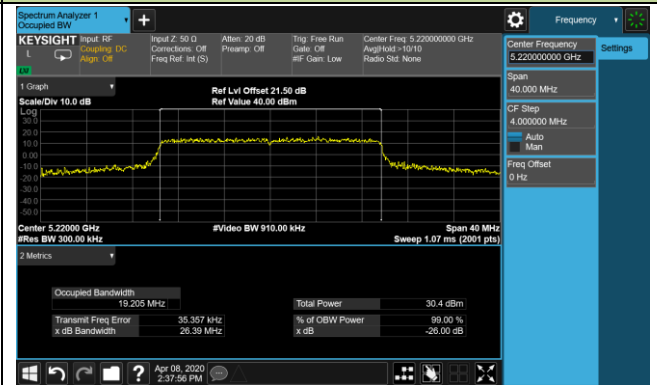 Spectrum Analyzer 1
Occupied BW
Frequency
KEYSIGHT
L
Input: RF
Coupling: DC
Align: Off
Input Z: 50 Ω
Corrections: Off
Freq Ref: Int (S)
Atten: 20 dB
Preamp: Off
Trig: Free Run
Gate: Off
#IF Gain: Low
Center Freq: 5.220000000 GHz
Avg|Hold:>10/10
Radio Std: None
Center Frequency
5.220000000 GHz
Settings
Span
40.000 MHz
CF Step
4.000000 MHz
Auto
Man
Freq Offset
0 Hz
1 Graph
Scale/Div 10.0 dB
Ref Lvl Offset 21.50 dB
Ref Value 40.00 dBm
Log
30.0
20.0
10.0
0.00
-10.0
-20.0
-30.0
-40.0
-50.0
Center 5.22000 GHz
#Res BW 300.00 kHz
#Video BW 910.00 kHz
Span 40 MHz
Sweep 1.07 ms (2001 pts)
2 Metrics
Occupied Bandwidth
19.205 MHz
Total Power 30.4 dBm
Transmit Freq Error 35.357 kHz % of OBW Power 99.00 %
x dB Bandwidth 26.39 MHz x dB -26.00 dB
Apr 08, 2020
2:37:56 PM